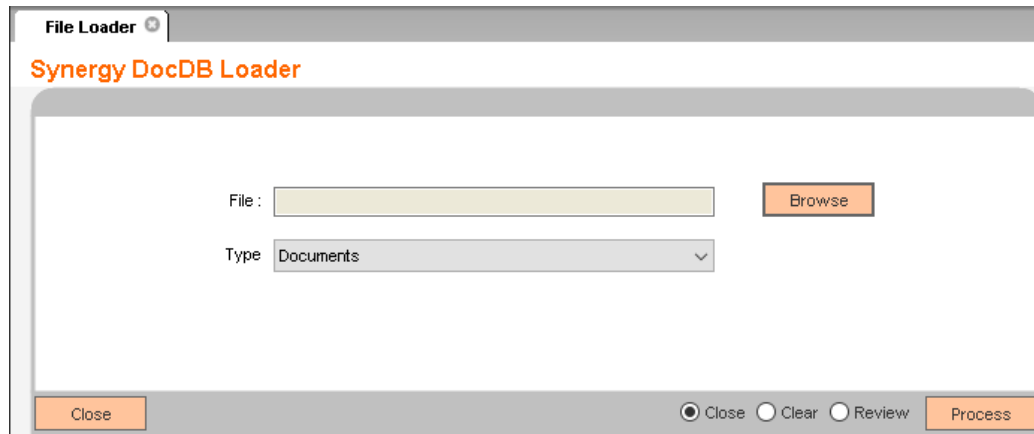 File Loader
Synergy DocDB Loader
File :
Browse
Type Documents
Close
Close Clear Review
Process